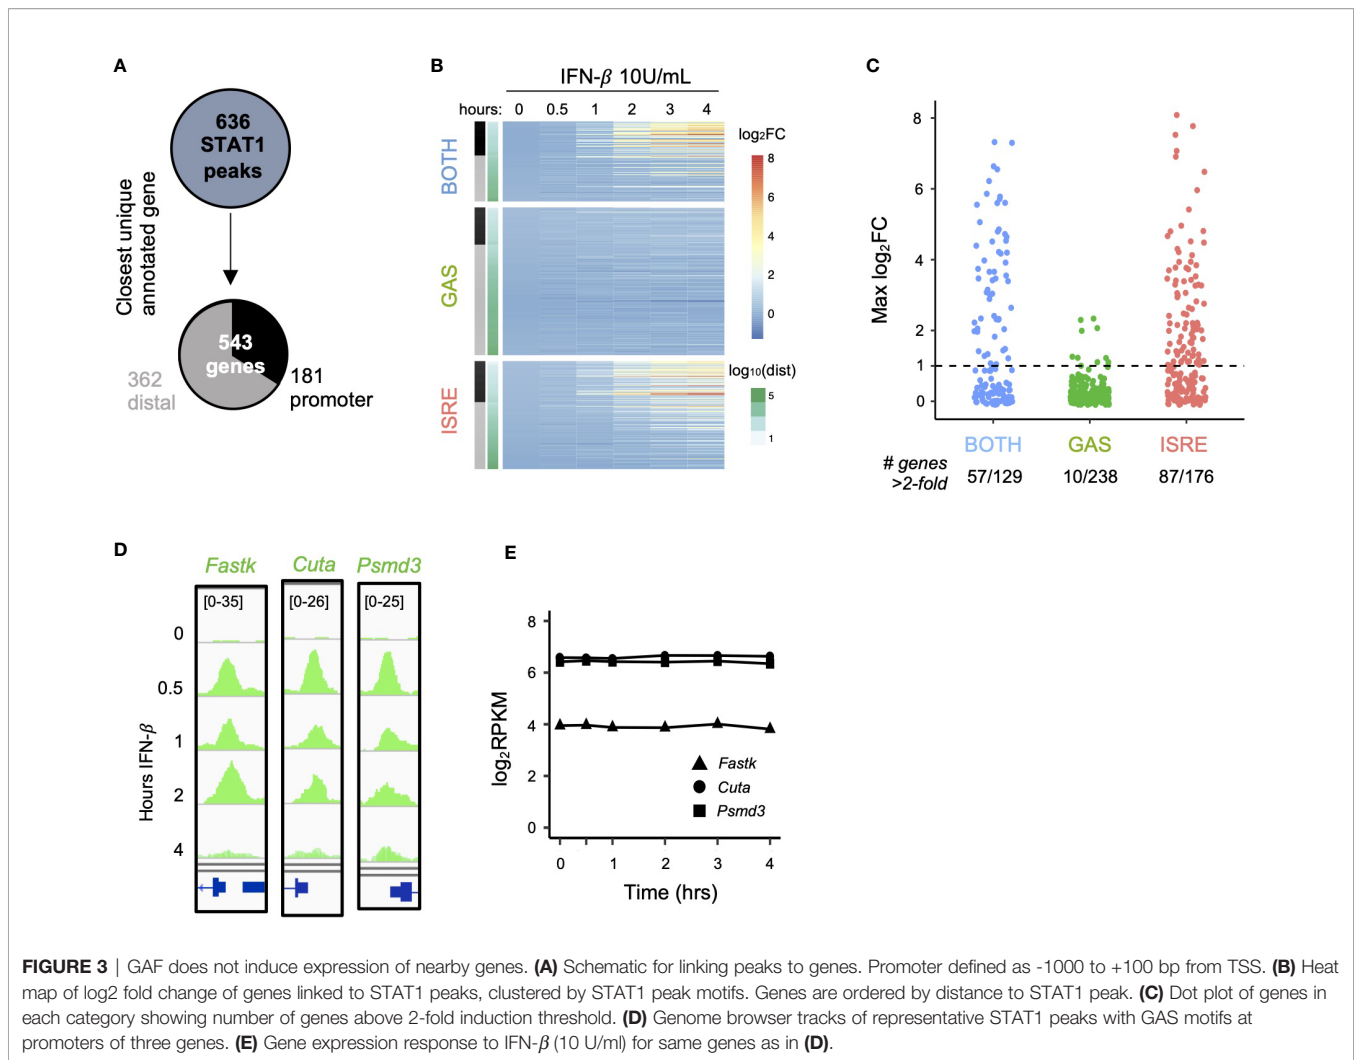 A
636
STAT1
peaks
Closest unique
annotated gene
543
genes
362
distal
181
promoter
B
IFN-β 10U/mL
hours: 0 0.5 1 2 3 4
BOTH
GAS
ISRE
log₂FC
8
6
4
2
0
log₁₀(dist)
5
1
C
Max log₂FC
8
6
4
2
1
0
BOTH GAS ISRE
# genes
>2-fold
57/129 10/238 87/176
D
Fastk Cuta Psmd3
[0-35] [0-26] [0-25]
Hours IFN-β
0
0.5
1
2
4
E
log₂RPKM
8
6
4
2
0
Fastk
Cuta
Psmd3
0 1 2 3 4
Time (hrs)
FIGURE 3 | GAF does not induce expression of nearby genes. (A) Schematic for linking peaks to genes. Promoter defined as -1000 to +100 bp from TSS. (B) Heat
map of log2 fold change of genes linked to STAT1 peaks, clustered by STAT1 peak motifs. Genes are ordered by distance to STAT1 peak. (C) Dot plot of genes in
each category showing number of genes above 2-fold induction threshold. (D) Genome browser tracks of representative STAT1 peaks with GAS motifs at
promoters of three genes. (E) Gene expression response to IFN-β (10 U/ml) for same genes as in (D).